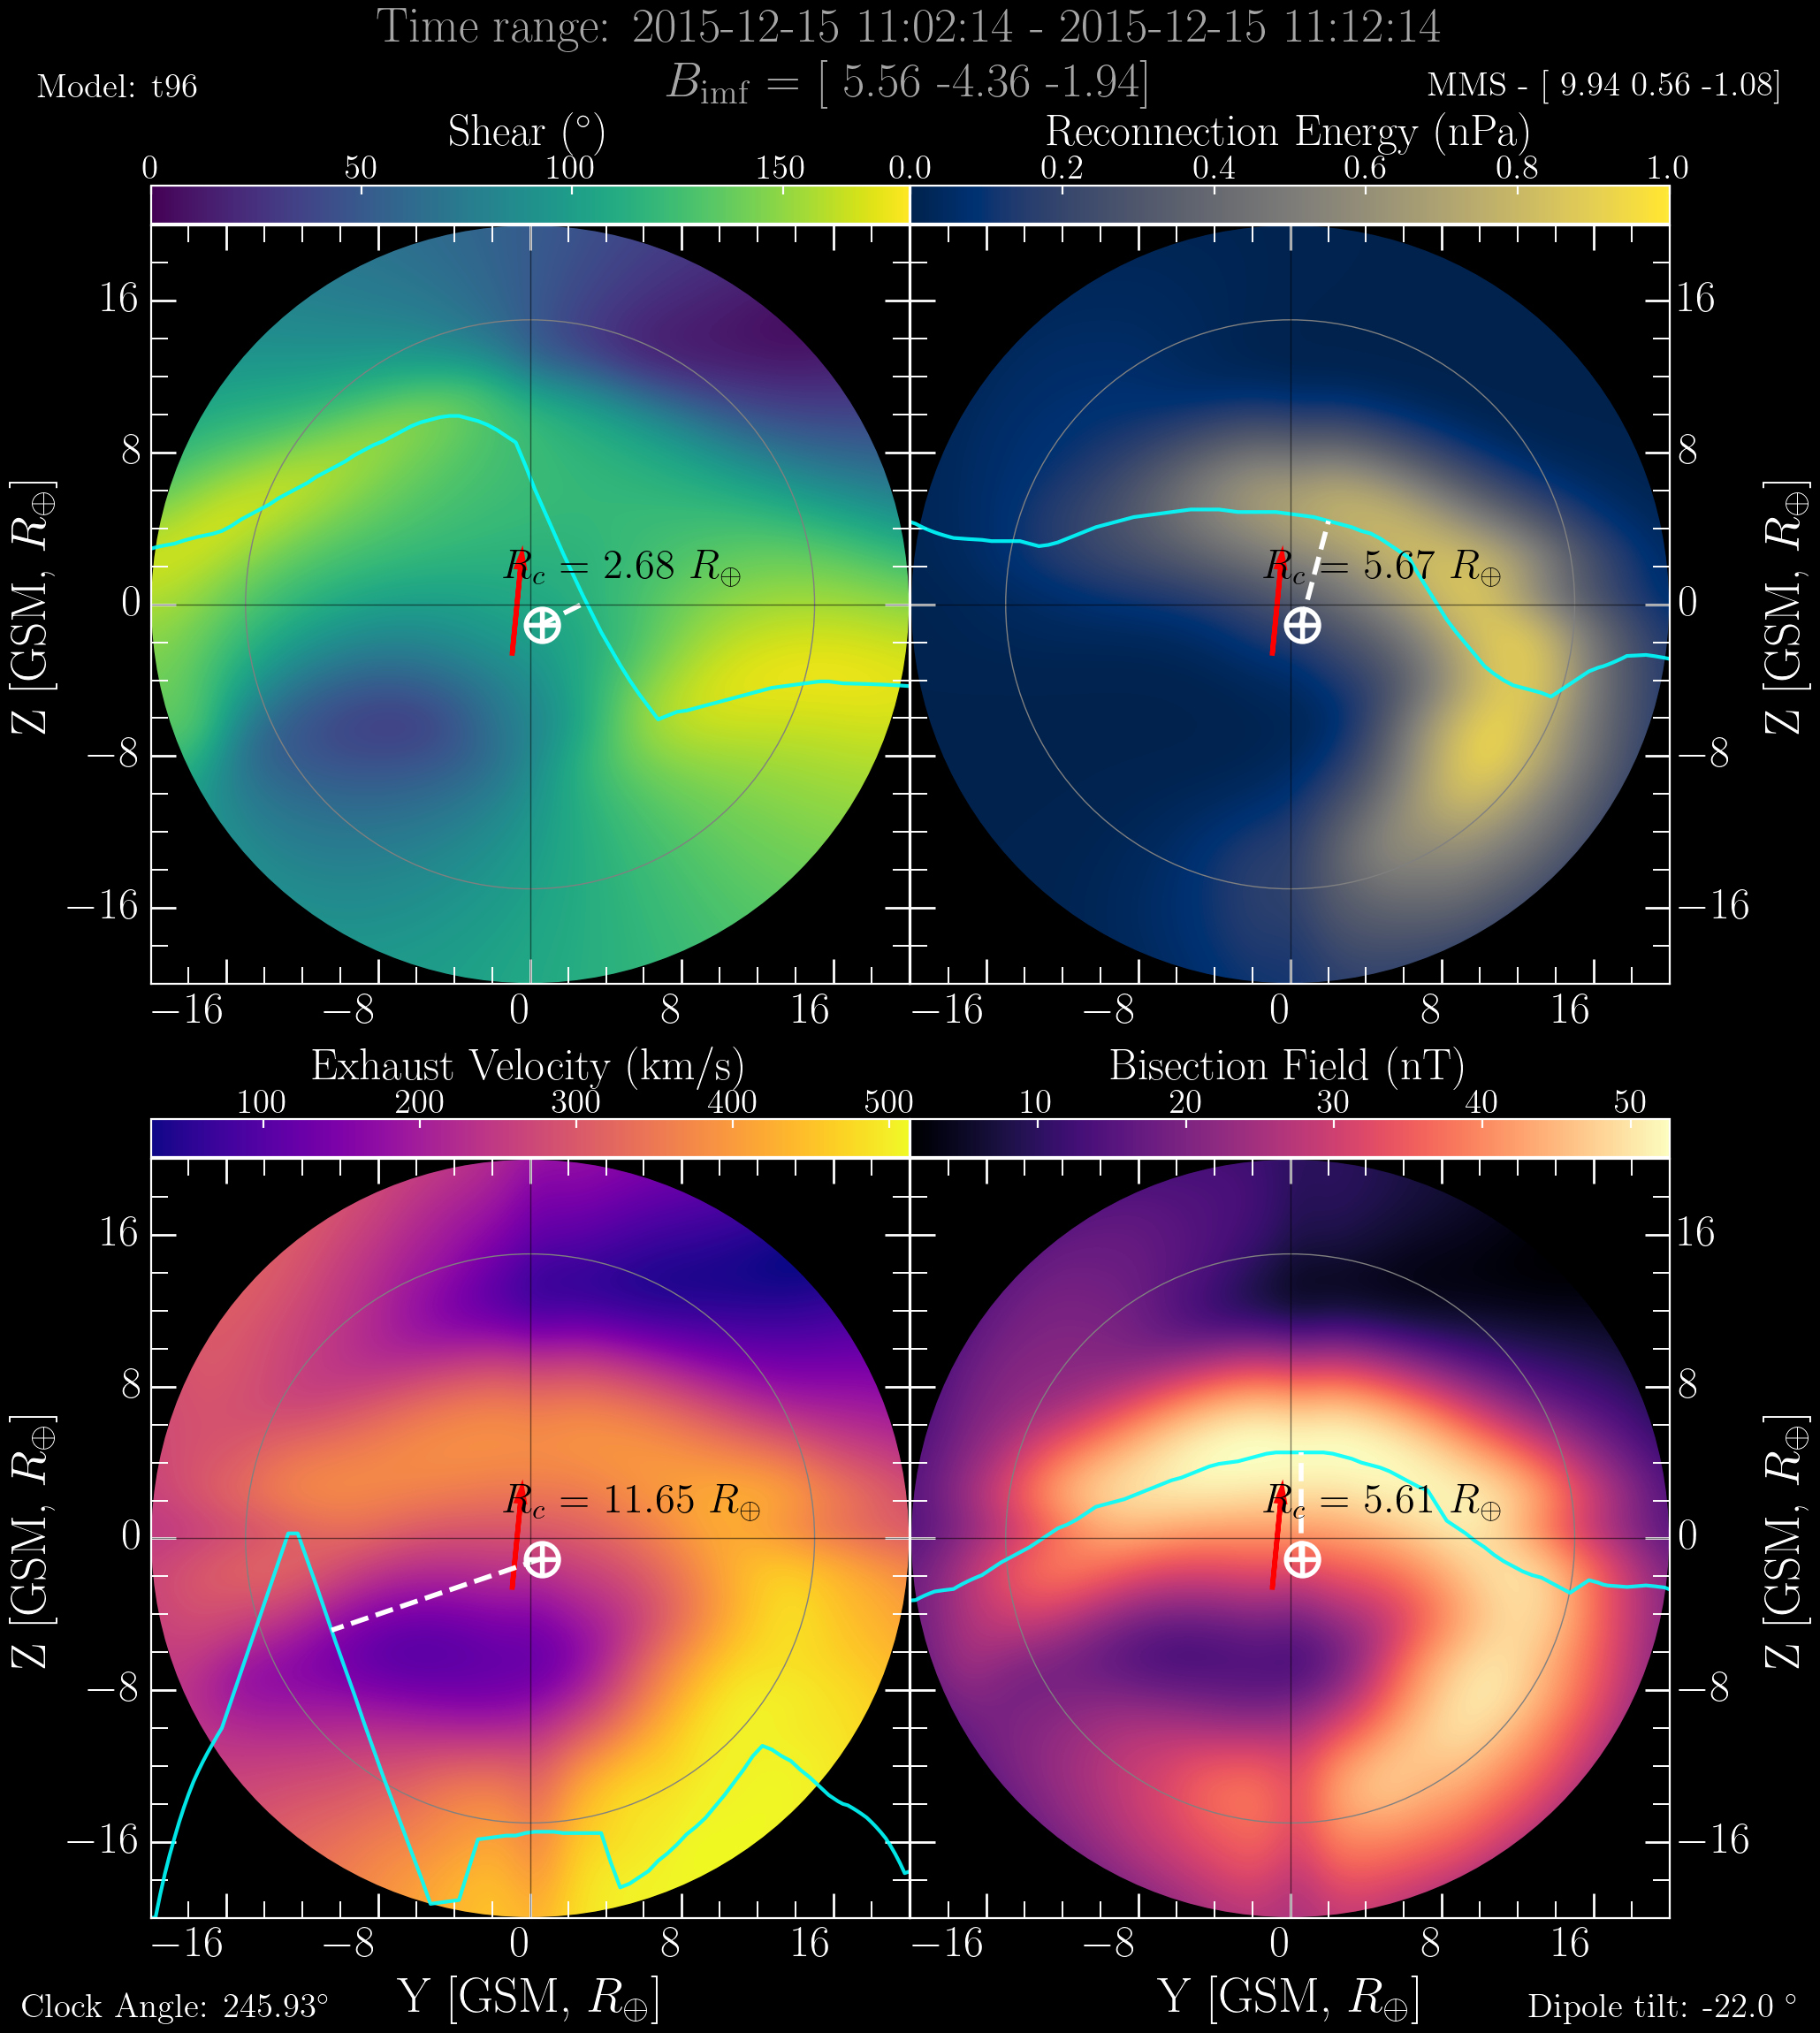 Time range: 2015-12-15 11:02:14 - 2015-12-15 11:12:14
Model: t96
B_imf = [ 5.56 -4.36 -1.94]
MMS - [ 9.94 0.56 -1.08]
Shear (°)
Reconnection Energy (nPa)
0 50 100 150
0.0 0.2 0.4 0.6 0.8 1.0
16 8 0 −8 −16
Z [GSM, R⊕]
R_c = 2.68 R⊕
R_c = 5.67 R⊕
16 8 0 −8 −16
Z [GSM, R⊕]
−16 −8 0 8 16
−16 −8 0 8 16
Exhaust Velocity (km/s)
Bisection Field (nT)
100 200 300 400 500
10 20 30 40 50
16 8 0 −8 −16
Z [GSM, R⊕]
R_c = 11.65 R⊕
R_c = 5.61 R⊕
16 8 0 −8 −16
Z [GSM, R⊕]
−16 −8 0 8 16
−16 −8 0 8 16
Y [GSM, R⊕]
Y [GSM, R⊕]
Clock Angle: 245.93°
Dipole tilt: -22.0 °